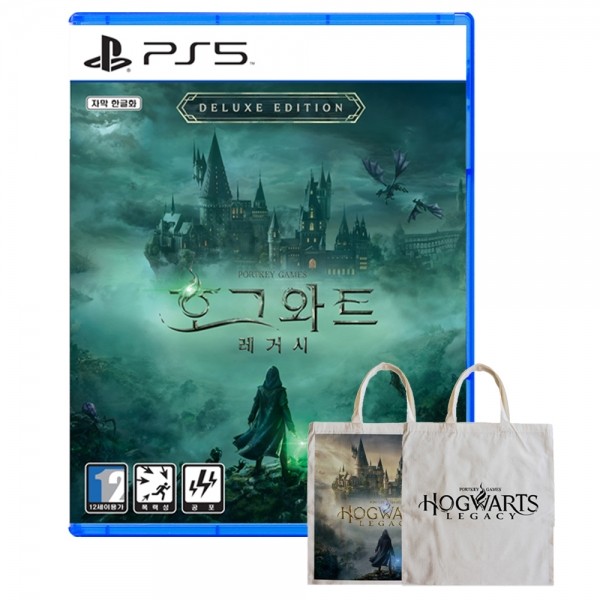 PS5
자막 한글화
DELUXE EDITION
PORTKEY GAMES
호그와트
레거시
12
12세이용가
폭력성
공포
HOGWARTS
LEGACY
PORTKEY GAMES
HOGWARTS
LEGACY